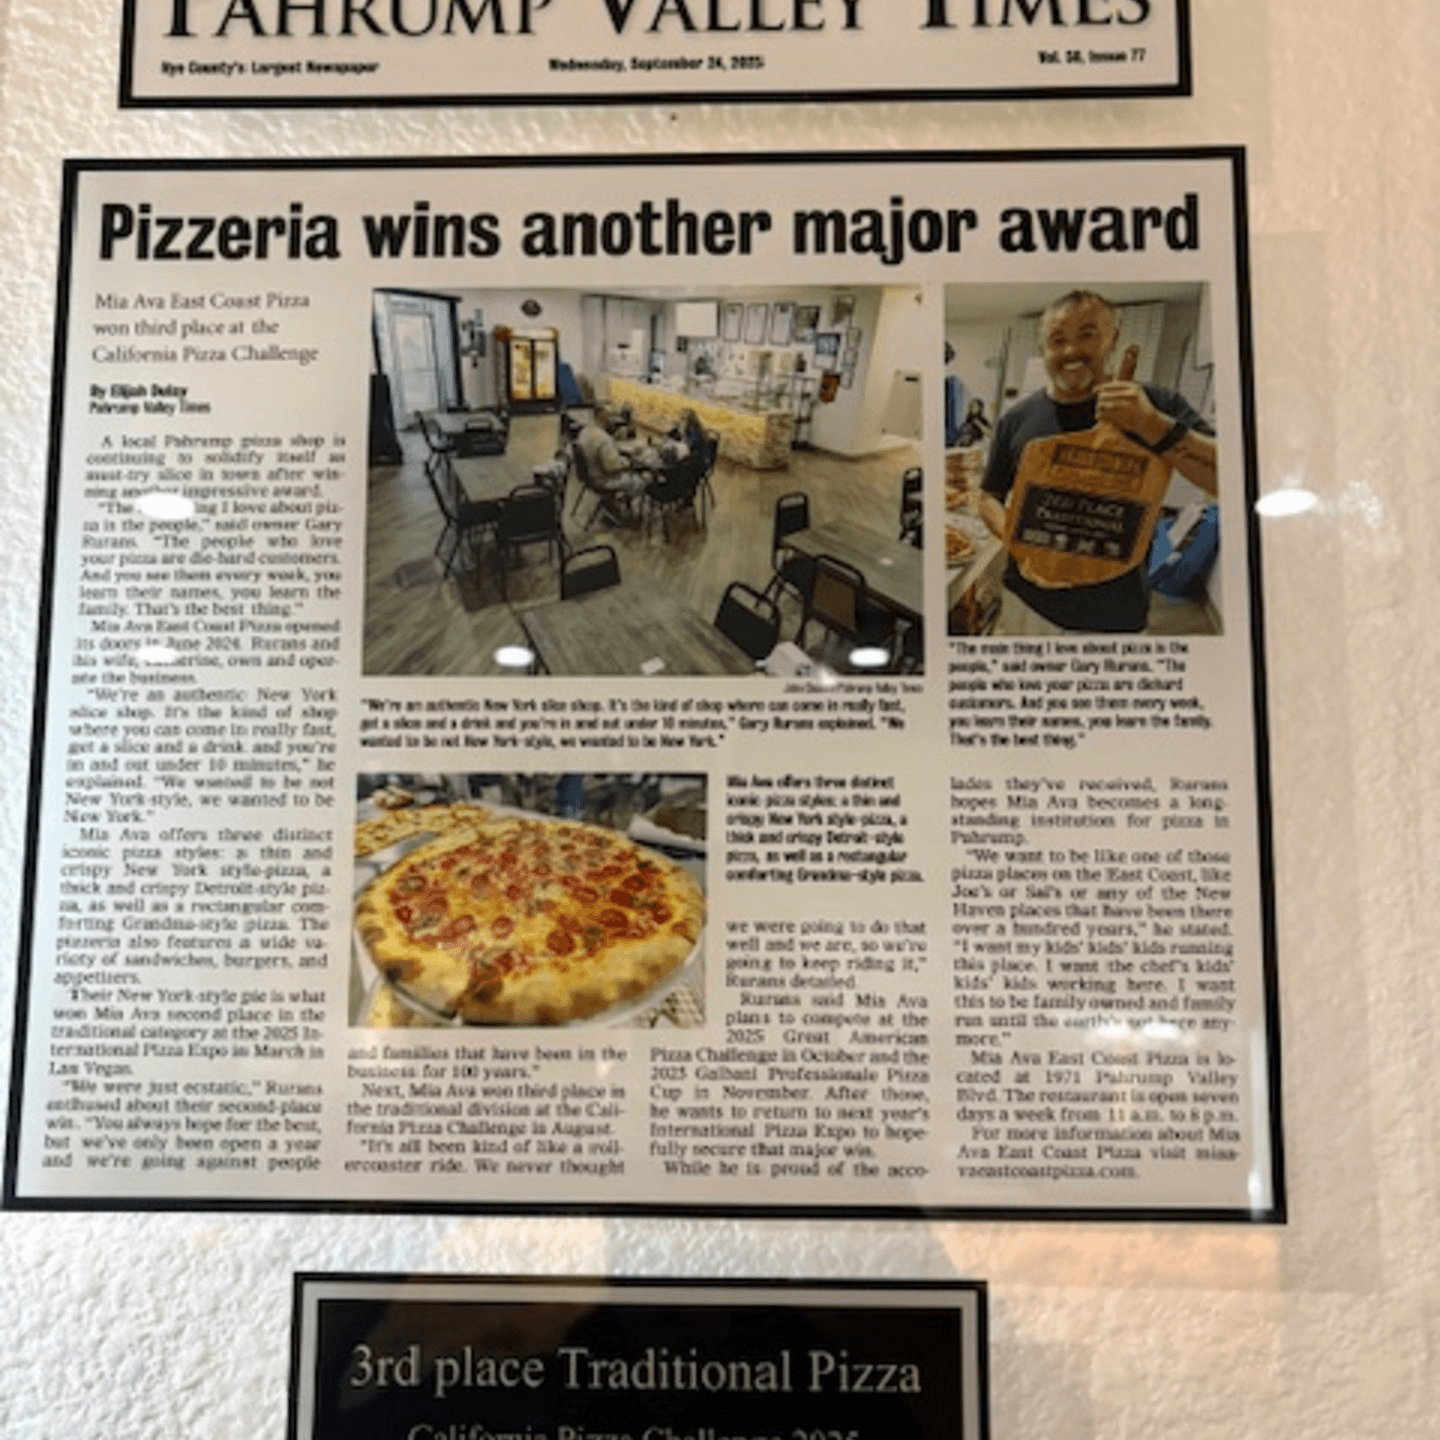 PAHRUMP VALLEY TIMES
Nye County's Largest Newspaper
Wednesday, September 24, 2025
Vol. 56, Issue 77
Pizzeria wins another major award
Mia Ava East Coast Pizza
won third place at the
California Pizza Challenge
By Elijah
Pahrump Valley Times
A local Pahrump pizza shop is
continuing to solidify itself as
must-try slice in town after win-
ning another impressive award.
"The ing I love about piz-
za is the people," said owner Gary
Rurans. "The people who love
your pizza are die-hard customers.
And you see them every week, you
learn their names, you learn the
family. That's the best thing."
Mia Ava East Coast Pizza opened
its doors in June 2024. Rurans and
his wife, own and oper-
ate the business.
"We're an authentic New York
slice shop. It's the kind of shop
where you can come in really fast,
get a slice and a drink and you're
in and out under 10 minutes," he
explained. "We wanted to be not
New York-style, we wanted to be
New York."
Mia Ava offers three distinct
iconic pizza styles: a thin and
crispy New York style-pizza, a
thick and crispy Detroit-style piz-
za, as well as a rectangular com-
forting Grandma-style pizza. The
pizzeria also features a wide va-
riety of sandwiches, burgers, and
appetizers.
Their New York-style pie is what
won Mia Ava second place in the
traditional category at the 2025 In-
ternational Pizza Expo in March in
Las Vegas.
"We were just ecstatic," Rurans
enthused about their second-place
win. "You always hope for the best,
but we've only been open a year
and we're going against people
Pahrump Valley Times
"We're an authentic New York slice shop. It's the kind of shop where can come in really fast,
get a slice and a drink and you're in and out under 10 minutes," Gary Rurans explained. "We
wanted to be not New York-style, we wanted to be New York."
3RD PLACE
TRADITIONAL
"The main thing I love about pizza is the
people," said owner Gary Rurans. "The
people who love your pizza are diehard
customers. And you see them every week,
you learn their names, you learn the family.
That's the best thing."
Mia Ava offers three distinct
iconic pizza styles: a thin and
crispy New York style-pizza, a
thick and crispy Detroit-style
pizza, as well as a rectangular
comforting Grandma-style pizza.
and families that have been in the
business for 100 years."
Next, Mia Ava won third place in
the traditional division at the Cali-
fornia Pizza Challenge in August.
"It's all been kind of like a roll-
ercoaster ride. We never thought
we were going to do that
well and we are, so we're
going to keep riding it,"
Rurans detailed.
Rurans said Mia Ava
plans to compete at the
2025 Great American
Pizza Challenge in October and the
2025 Galbani Professionale Pizza
Cup in November. After those,
he wants to return to next year's
International Pizza Expo to hope-
fully secure that major win.
While he is proud of the acco-
lades they've received, Rurans
hopes Mia Ava becomes a long-
standing institution for pizza in
Pahrump.
"We want to be like one of those
pizza places on the East Coast, like
Joe's or Sal's or any of the New
Haven places that have been there
over a hundred years," he stated.
"I want my kids' kids' kids running
this place. I want the chef's kids'
kids' kids working here. I want
this to be family owned and family
run until the earth's not here any-
more."
Mia Ava East Coast Pizza is lo-
cated at 1971 Pahrump Valley
Blvd. The restaurant is open seven
days a week from 11 a.m. to 8 p.m.
For more information about Mia
Ava East Coast Pizza visit miaa-
vaeastcoastpizza.com.
3rd place Traditional Pizza
California Pizza Challenge 2025